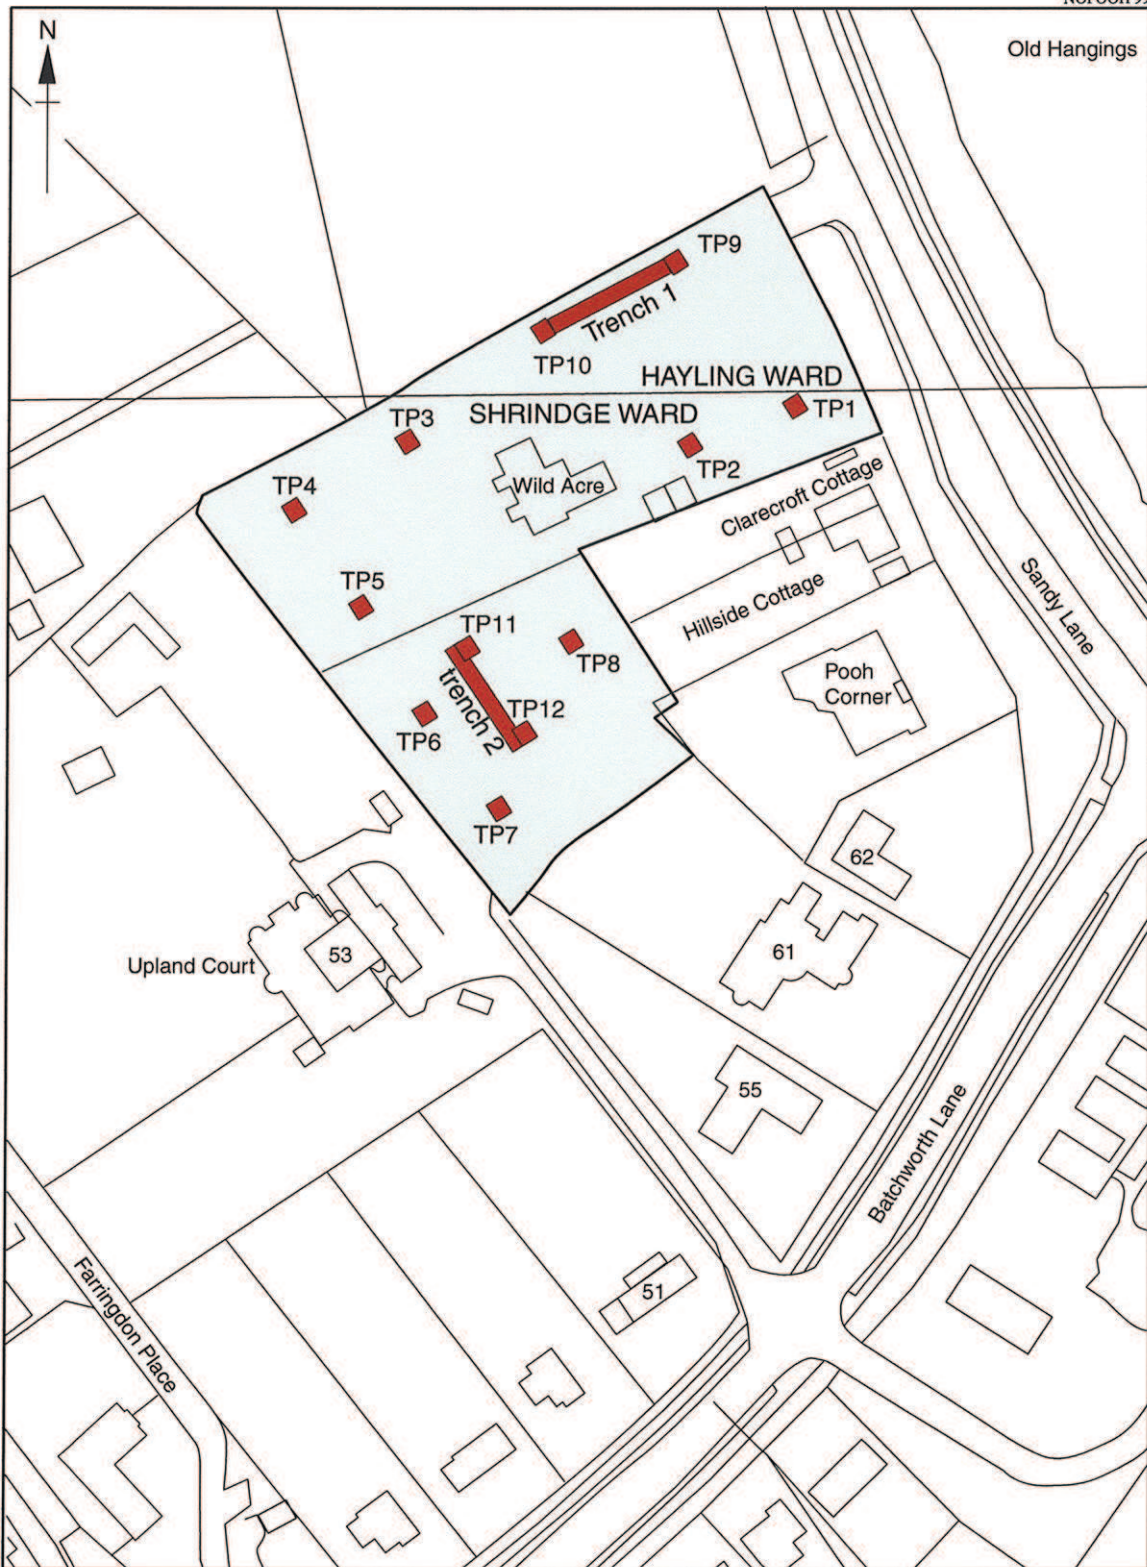 N
Old Hangings
TP9
Trench 1
TP10
HAYLING WARD
SHRINDGE WARD
TP1
TP3
TP2
Wild Acre
TP4
Clarecroft Cottage
TP5
Hillside Cottage
Sandy Lane
TP11
TP8
Pooh
Corner
trench 2
TP12
TP6
TP7
62
61
53
Upland Court
55
Batchworth Lane
51
Farringdon Place